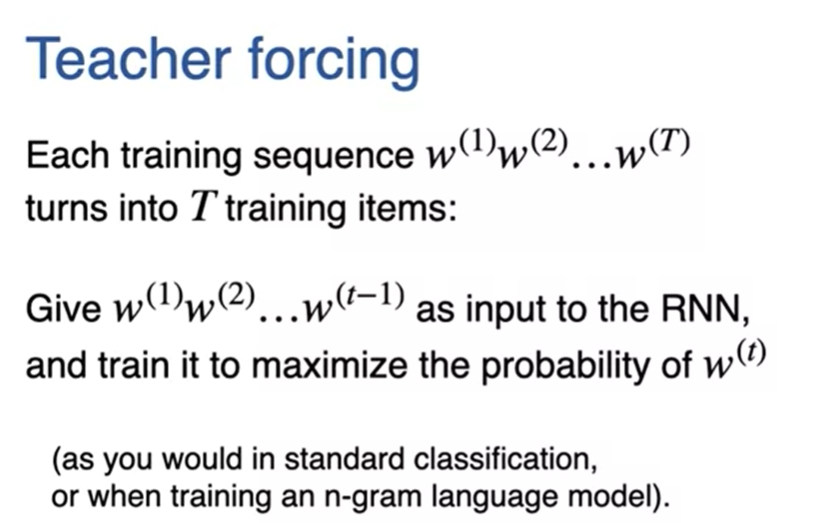 Teacher forcing
Each training sequence w⁽¹⁾w⁽²⁾…w⁽ᵀ⁾
turns into T training items:
Give w⁽¹⁾w⁽²⁾…w⁽ᵗ⁻¹⁾ as input to the RNN,
and train it to maximize the probability of w⁽ᵗ⁾
(as you would in standard classification,
or when training an n-gram language model).